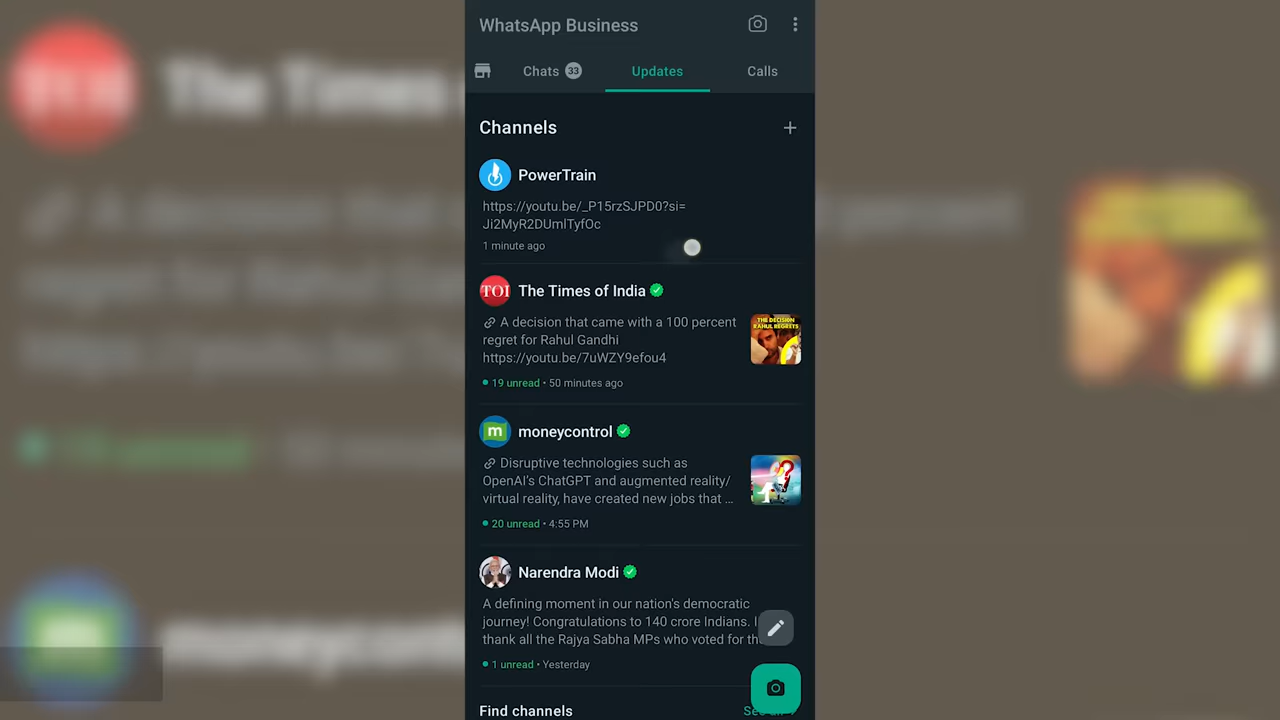 WhatsApp Business
Chats 33
Updates
Calls
Channels
PowerTrain
https://youtu.be/_P15rzSJPD0?si=
Ji2MyR2DUmlTyfOc
1 minute ago
TOI
The Times of India
A decision that came with a 100 percent
regret for Rahul Gandhi
https://youtu.be/7uWZY9efou4
THE DECISION
RAHUL REGRETS
19 unread • 50 minutes ago
m
moneycontrol
Disruptive technologies such as
OpenAI's ChatGPT and augmented reality/
virtual reality, have created new jobs that ...
20 unread • 4:55 PM
Narendra Modi
A defining moment in our nation's democratic
journey! Congratulations to 140 crore Indians. I
thank all the Rajya Sabha MPs who voted for
1 unread • Yesterday
Find channels